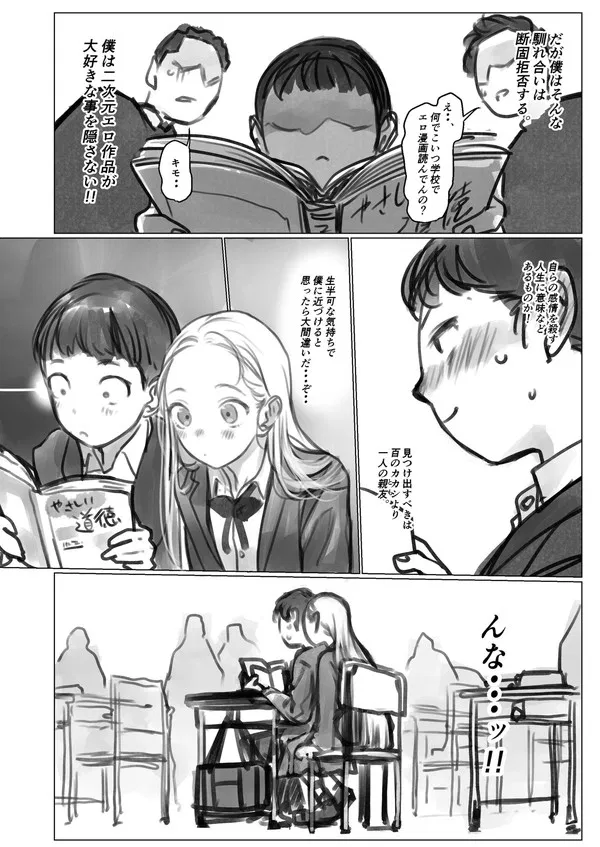 だが僕はそんな
馴れ合いは
断固拒否する。
え・・、
何でこいつ学校で
エロ漫画読んでんの？
やさしい
道徳
キモ・・
僕は二次元エロ作品が
大好きな事を隠さない！！
自らの感情を殺す
人生に意味など
あるものか！
見つけ出すべきは
百のカカシより
一人の親友。
生半可な気持ちで
僕に近づけると
思ったら大間違いだ・・・ぞ・・
やさしい
道徳
んな・・・ッ！！